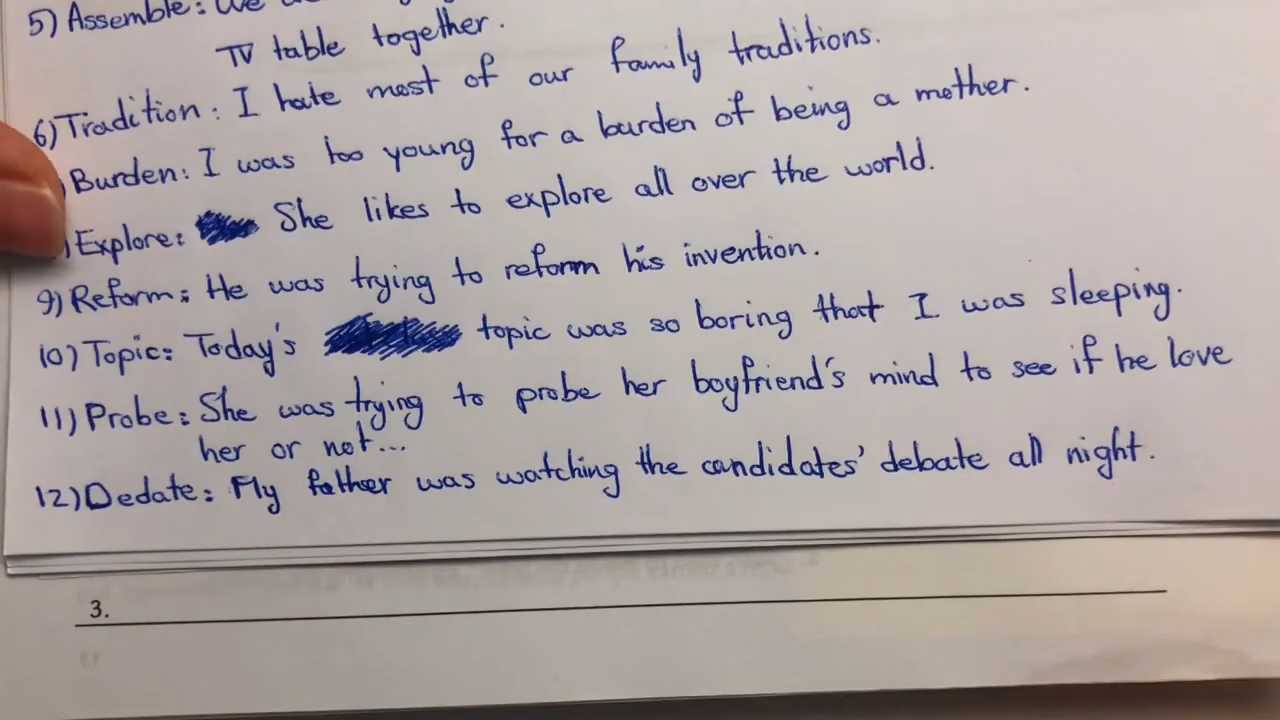 5) Assemble: We
TV table together.
6) Tradition: I hate most of our family traditions.
) Burden: I was too young for a burden of being a mother.
) Explore: She likes to explore all over the world.
9) Reform: He was trying to reform his invention.
10) Topic: Today's topic was so boring that I was sleeping.
11) Probe: She was trying to probe her boyfriend's mind to see if he love
her or not...
12) Dedate: My father was watching the candidates' debate all night.
3.